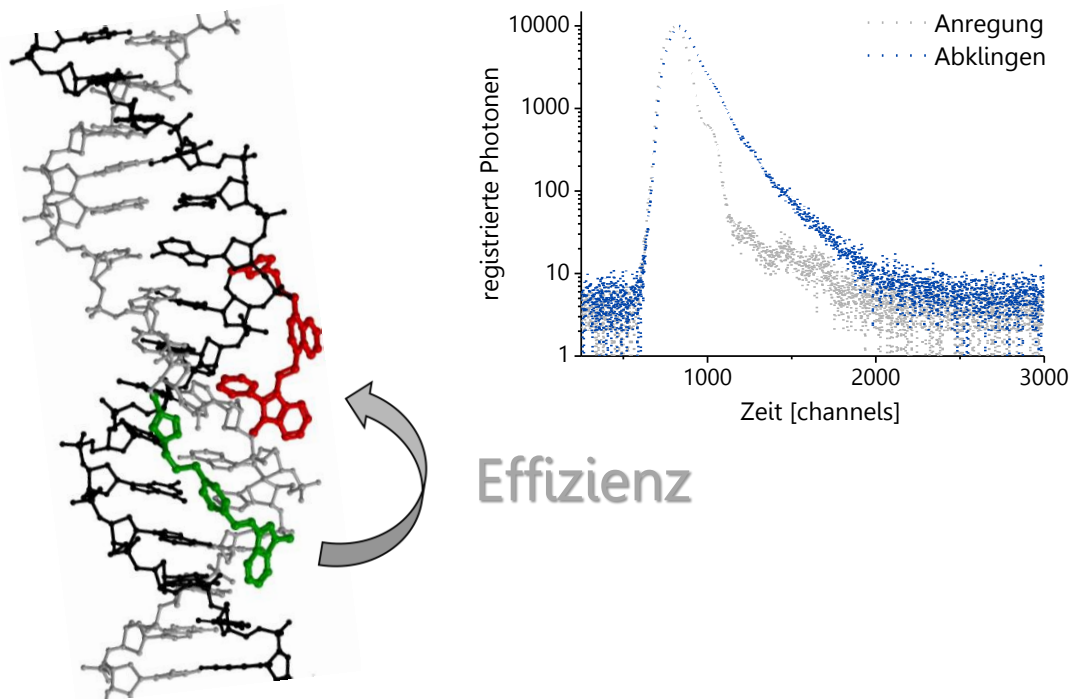 Anregung
Abklingen
registrierte Photonen
10000
1000
100
10
1
1000 2000 3000
Zeit [channels]
Effizienz